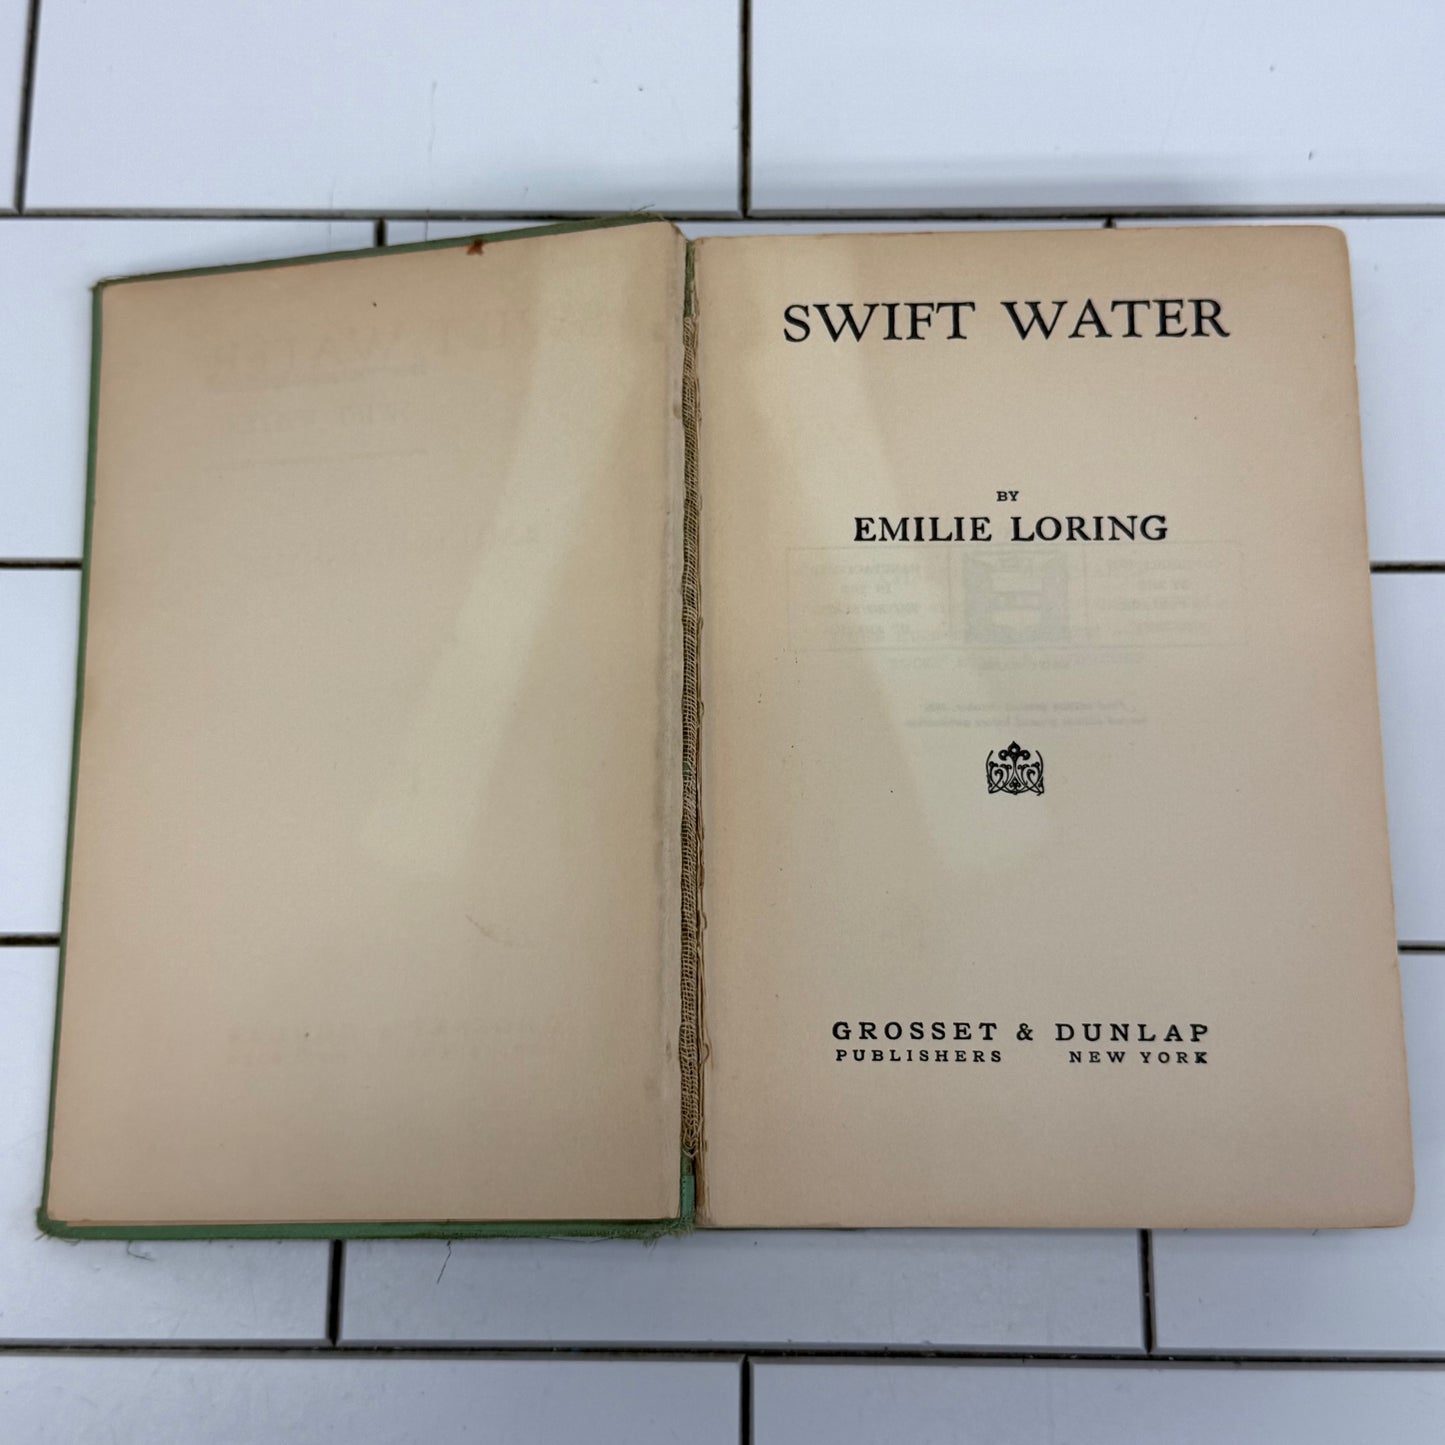 SWIFT WATER
BY
EMILIE LORING
GROSSET & DUNLAP
PUBLISHERS NEW YORK